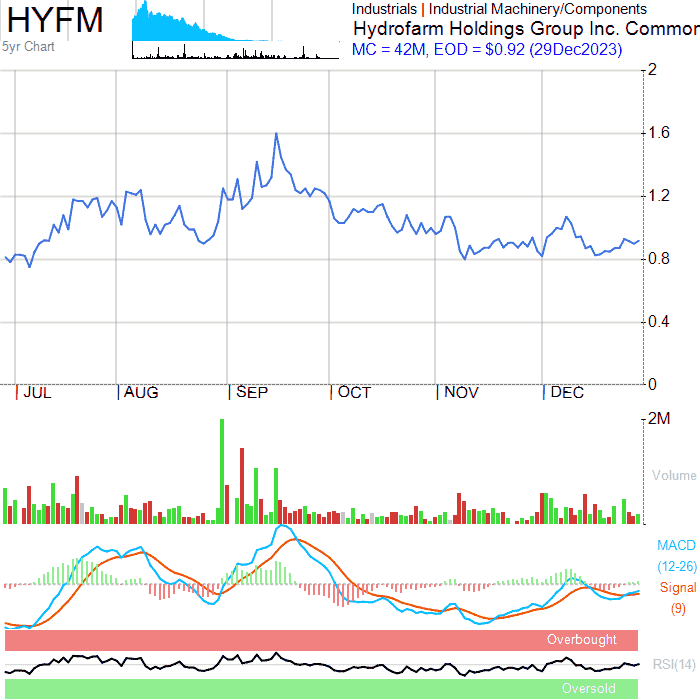 HYFM
5yr Chart
Industrials | Industrial Machinery/Components
Hydrofarm Holdings Group Inc. Common
MC = 42M, EOD = $0.92 (29Dec2023)
2
1.6
1.2
0.8
0.4
0
JUL AUG SEP OCT NOV DEC
2M
Volume
MACD
(12-26)
Signal
(9)
Overbought
RSI(14)
Oversold